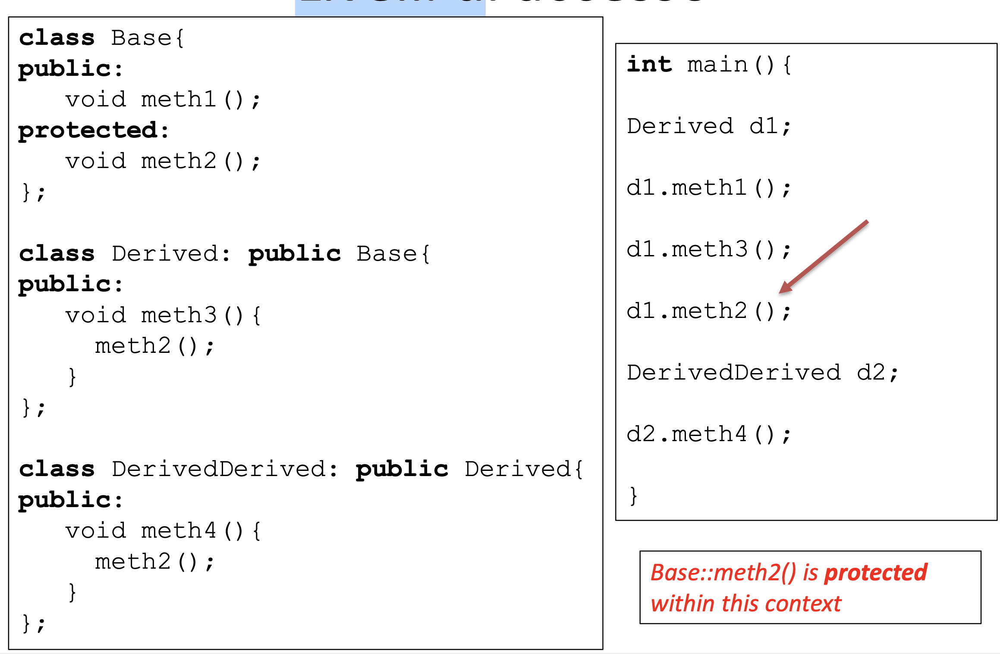 class Base{
public:
void meth1();
protected:
void meth2();
};
class Derived: public Base{
public:
void meth3(){
meth2();
}
};
class DerivedDerived: public Derived{
public:
void meth4(){
meth2();
}
};
int main(){
Derived d1;
d1.meth1();
d1.meth3();
d1.meth2();
DerivedDerived d2;
d2.meth4();
}
Base::meth2() is protected
within this context